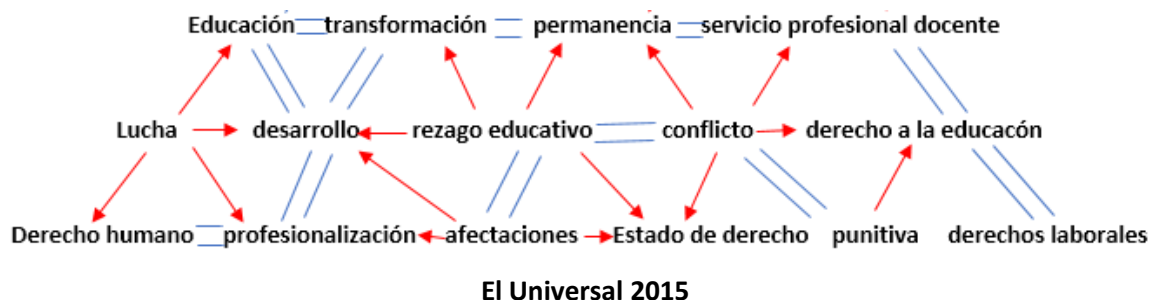 Educación transformación permanencia servicio profesional docente
Lucha desarrollo rezago educativo conflicto derecho a la educacón
Derecho humano profesionalización afectaciones Estado de derecho punitiva derechos laborales
El Universal 2015